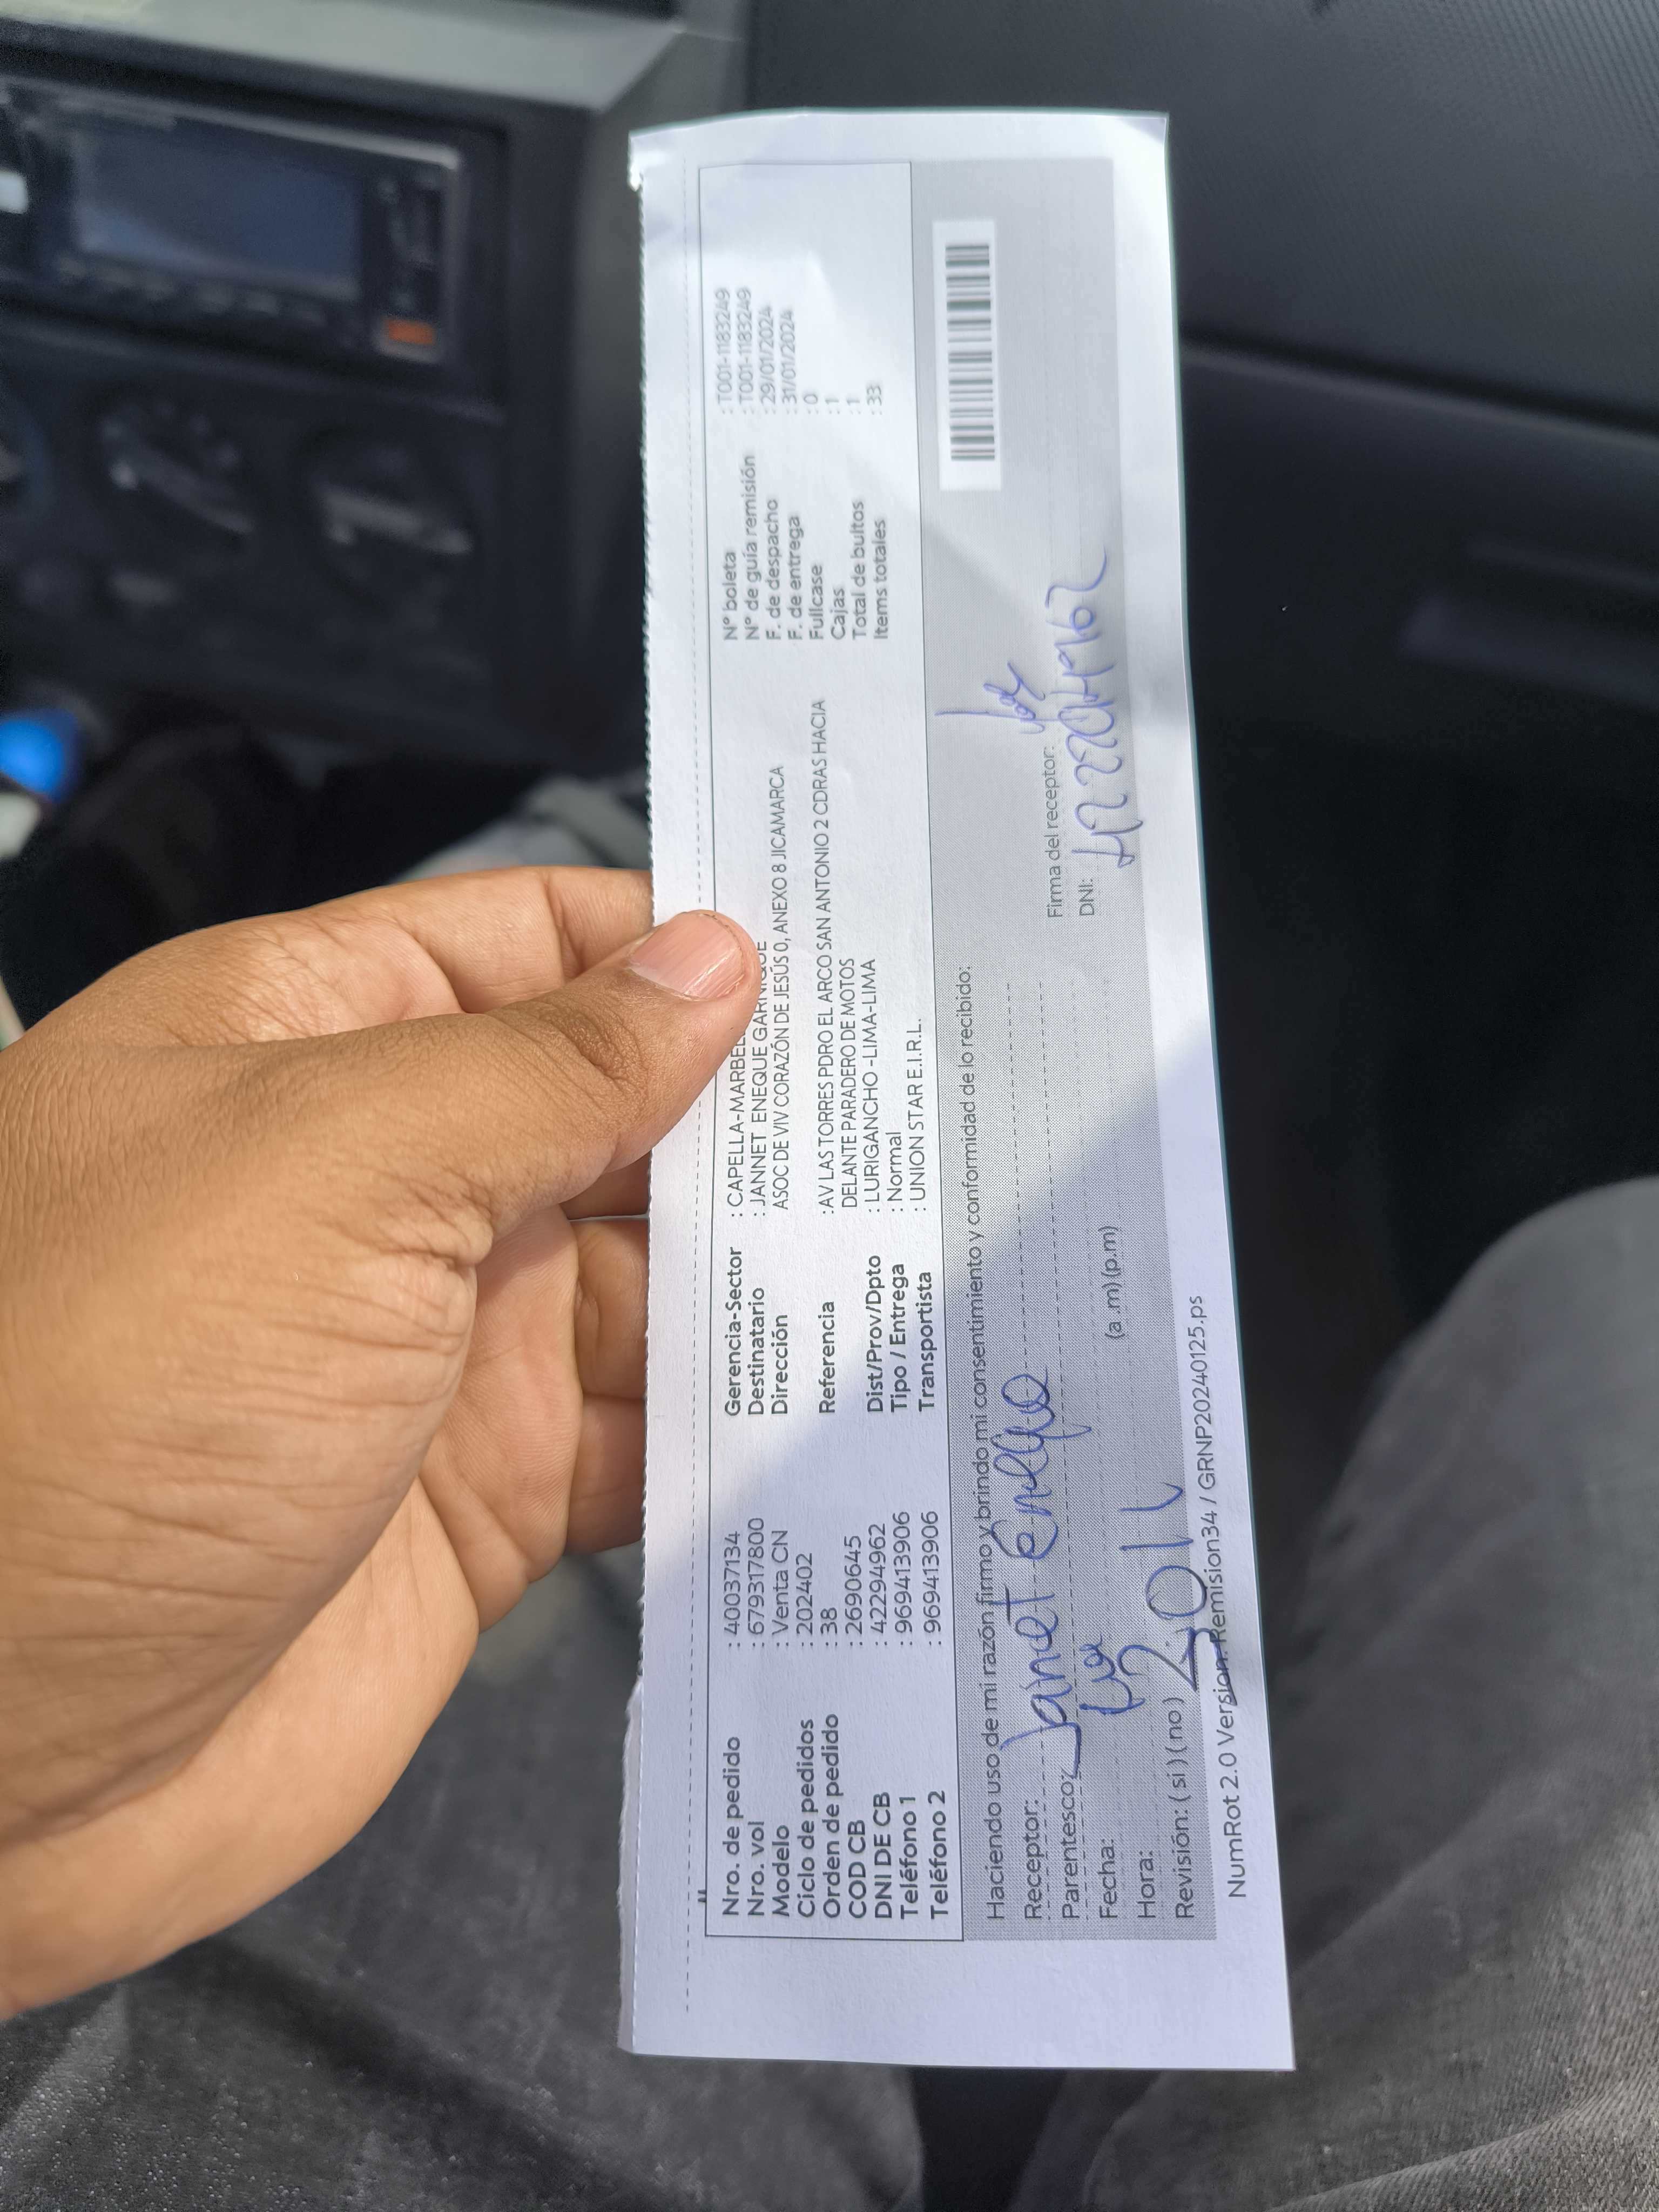 Nro. de pedido : 40037134
Nro. vol : 679317800
Modelo : Venta CN
Ciclo de pedidos : 202402
Orden de pedido : 38
COD CB : 2690645
DNI DE CB : 42294962
Teléfono 1 : 969413906
Teléfono 2 : 969413906
Gerencia-Sector : CAPELLA-MARBEL
Destinatario : JANNET ENEQUE GARNIQUE
Dirección ASOC DE VIV CORAZÓN DE JESÚS 0, ANEXO 8 JICAMARCA
Referencia : AV LAS TORRES PDRO EL ARCO SAN ANTONIO 2 CDRAS HACIA
DELANTE PARADERO DE MOTOS
Dist/Prov/Dpto : LURIGANCHO -LIMA-LIMA
Tipo / Entrega : Normal
Transportista : UNION STAR E.I.R.L.
N° boleta : T001-1183249
N° de guía remisión : T001-1183249
F. de despacho : 29/01/2024
F. de entrega : 31/01/2024
Fullcase : 0
Cajas : 1
Total de bultos : 1
Items totales : 33
Haciendo uso de mi razón firmo y brindo mi consentimiento y conformidad de lo recibido:
Receptor: Janet Eneque
Parentesco:
Fecha:
Hora: (a .m) (p.m)
Revisión: ( si ) ( no )
Firma del receptor:
DNI:
NumRot 2.0 Version: Remision34 / GRNP20240125.ps